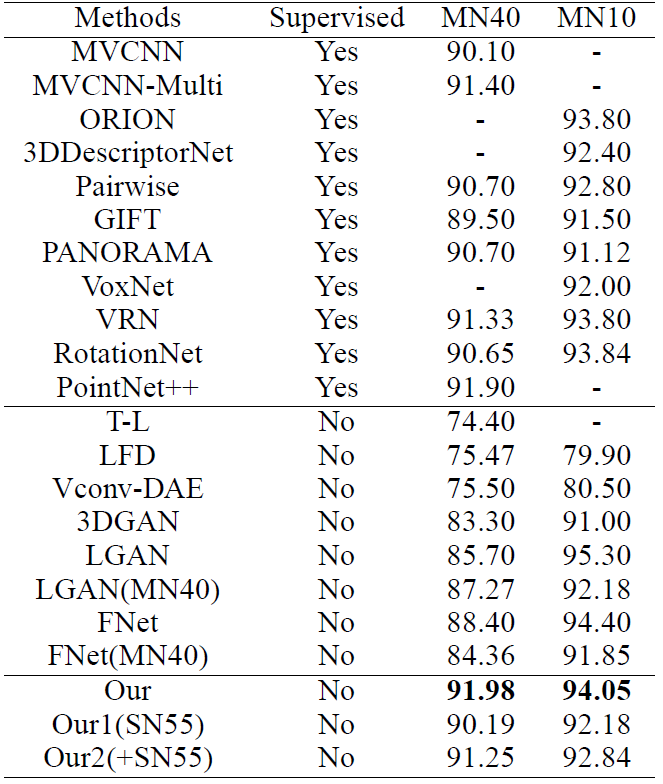 Methods Supervised MN40 MN10
MVCNN Yes 90.10 -
MVCNN-Multi Yes 91.40 -
ORION Yes - 93.80
3DDescriptorNet Yes - 92.40
Pairwise Yes 90.70 92.80
GIFT Yes 89.50 91.50
PANORAMA Yes 90.70 91.12
VoxNet Yes - 92.00
VRN Yes 91.33 93.80
RotationNet Yes 90.65 93.84
PointNet++ Yes 91.90 -
T-L No 74.40 -
LFD No 75.47 79.90
Vconv-DAE No 75.50 80.50
3DGAN No 83.30 91.00
LGAN No 85.70 95.30
LGAN(MN40) No 87.27 92.18
FNet No 88.40 94.40
FNet(MN40) No 84.36 91.85
Our No 91.98 94.05
Our1(SN55) No 90.19 92.18
Our2(+SN55) No 91.25 92.84